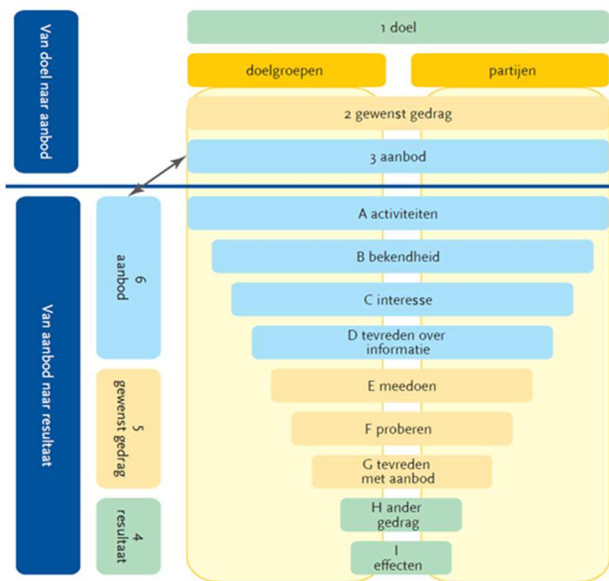 Van doel naar aanbod
1 doel
doelgroepen
partijen
2 gewenst gedrag
3 aanbod
Van aanbod naar resultaat
6
aanbod
5
gewenst gedrag
4
resultaat
A activiteiten
B bekendheid
C interesse
D tevreden over
informatie
E meedoen
F proberen
G tevreden
met aanbod
H ander
gedrag
I
effecten